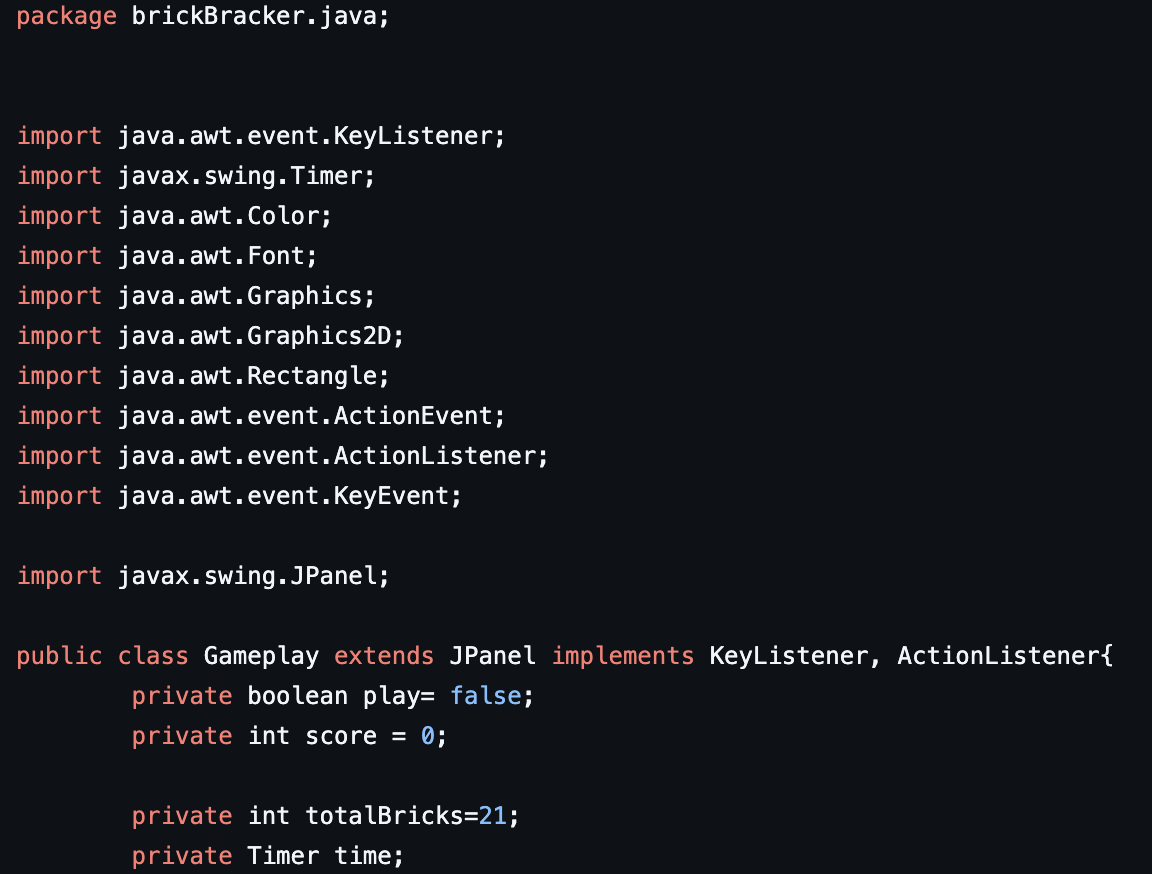 package brickBracker.java;
import java.awt.event.KeyListener;
import javax.swing.Timer;
import java.awt.Color;
import java.awt.Font;
import java.awt.Graphics;
import java.awt.Graphics2D;
import java.awt.Rectangle;
import java.awt.event.ActionEvent;
import java.awt.event.ActionListener;
import java.awt.event.KeyEvent;
import javax.swing.JPanel;
public class Gameplay extends JPanel implements KeyListener, ActionListener{
private boolean play= false;
private int score = 0;
private int totalBricks=21;
private Timer time;